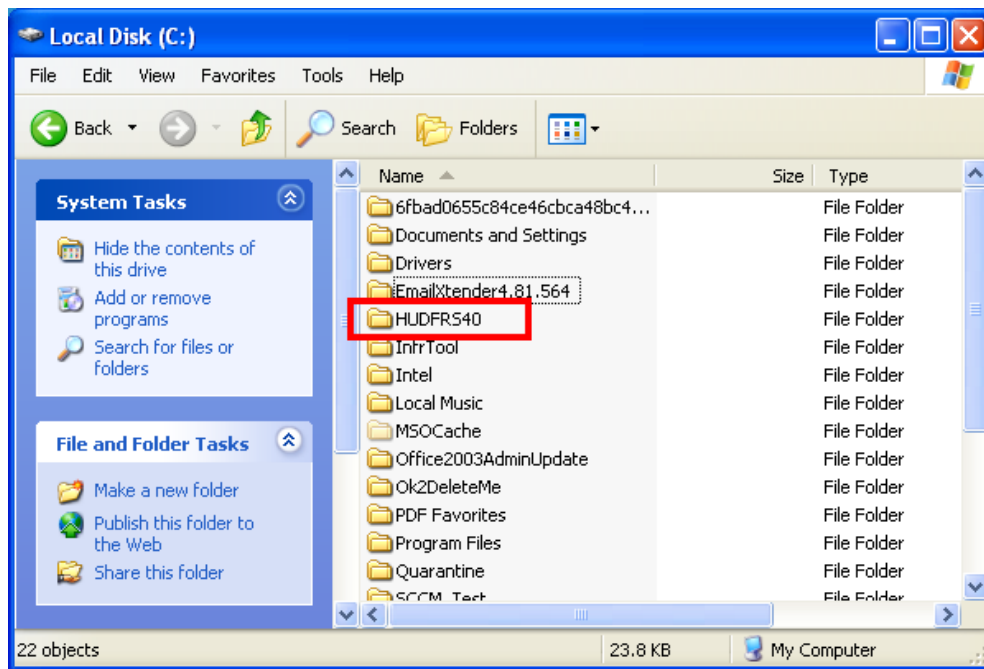 Local Disk (C:)
File Edit View Favorites Tools Help
Back Search Folders
System Tasks
Hide the contents of
this drive
Add or remove
programs
Search for files or
folders
File and Folder Tasks
Make a new folder
Publish this folder to
the Web
Share this folder
Name Size Type
6fbad0655c84ce46cbca48bc4... File Folder
Documents and Settings File Folder
Drivers File Folder
EmailXtender4.81.564 File Folder
HUDFRS40 File Folder
InfrTool File Folder
Intel File Folder
Local Music File Folder
MSOCache File Folder
Office2003AdminUpdate File Folder
Ok2DeleteMe File Folder
PDF Favorites File Folder
Program Files File Folder
Quarantine File Folder
SCCM_Test File Folder
22 objects 23.8 KB My Computer